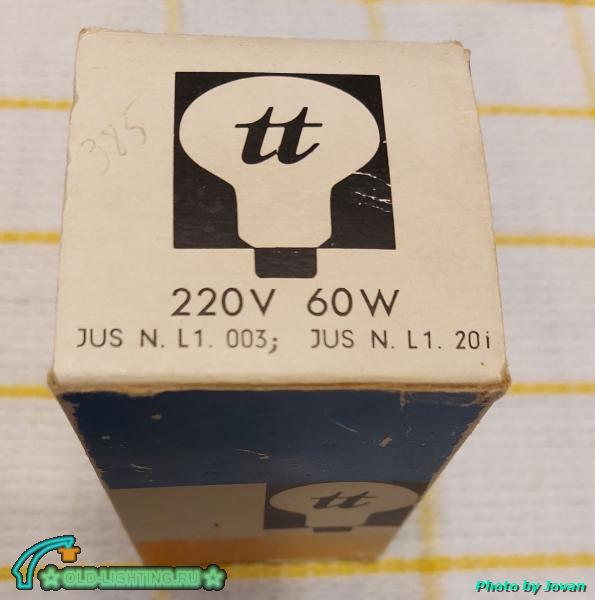 385
tt
220V 60W
JUS N. L1. 003; JUS N. L1. 20i
tt
OLD-LIGHTING.RU
Photo by Jovan